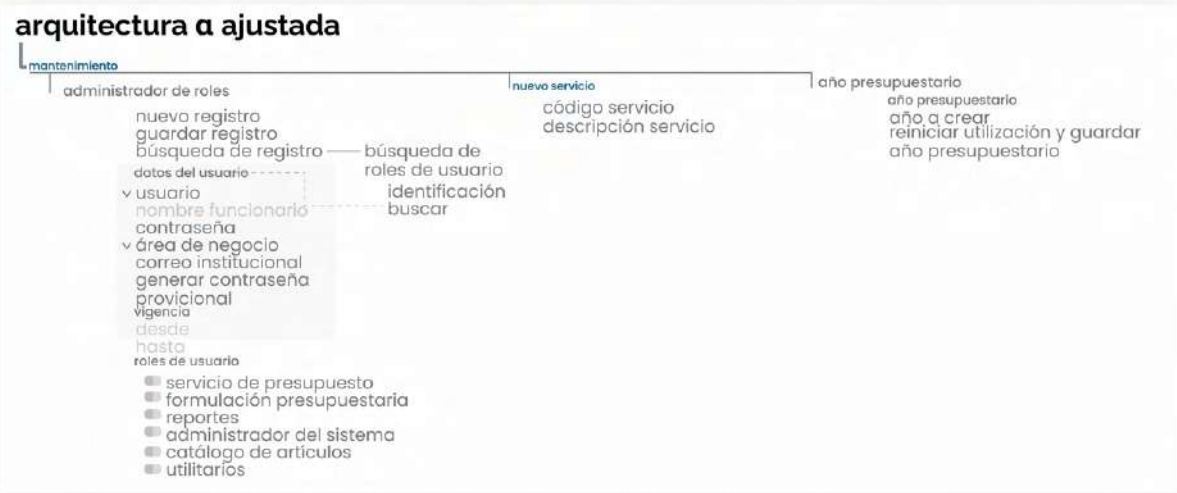 arquitectura α ajustada
mantenimiento
administrador de roles
nuevo registro
guardar registro
búsqueda de registro
búsqueda de
roles de usuario
identificación
buscar
datos del usuario
usuario
nombre funcionario
contraseña
área de negocio
correo institucional
generar contraseña
provicional
vigencia
desde
hasta
roles de usuario
servicio de presupuesto
formulación presupuestaria
reportes
administrador del sistema
catálogo de artículos
utilitarios
nuevo servicio
código servicio
descripción servicio
año presupuestario
año presupuestario
año a crear
reiniciar utilización y guardar
año presupuestario